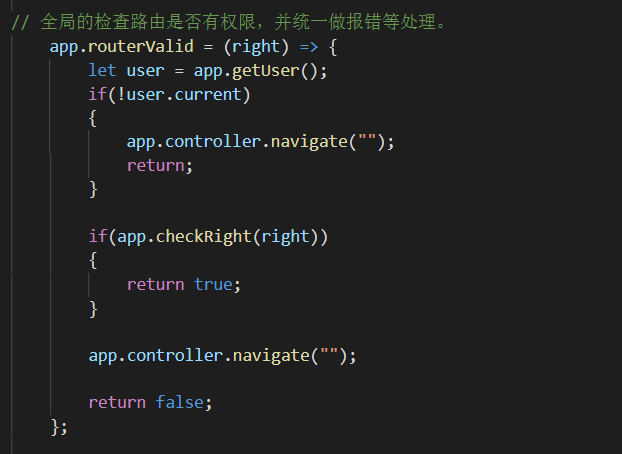 // 全局的检查路由是否有权限，并统一做报错等处理。
app.routerValid = (right) => {
let user = app.getUser();
if(!user.current)
{
app.controller.navigate("");
return;
}
if(app.checkRight(right))
{
return true;
}
app.controller.navigate("");
return false;
};